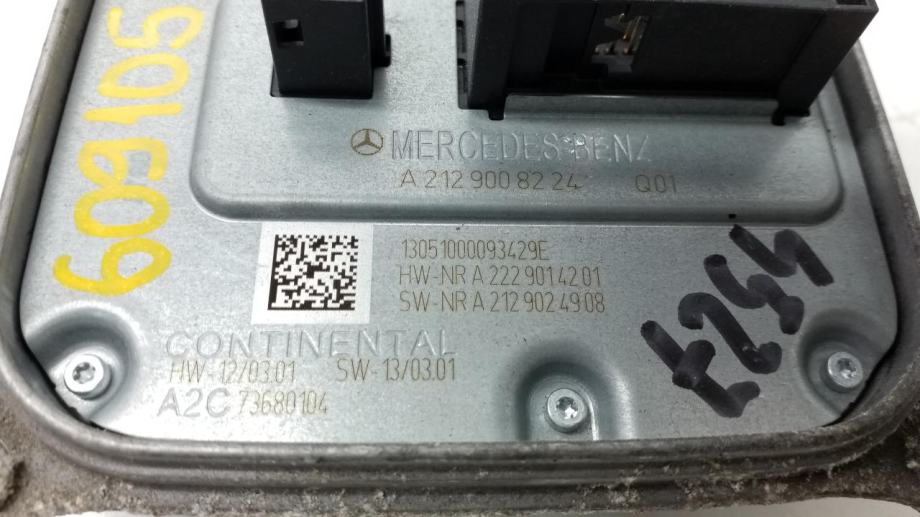 609105
MERCEDES-BENZ
A 212 900 82 24 Q01
13051000093429E
HW-NR A 222 901 42 01
SW-NR A 212 902 49 08
CONTINENTAL
HW-12/03.01 SW-13/03.01
A2C 73680104